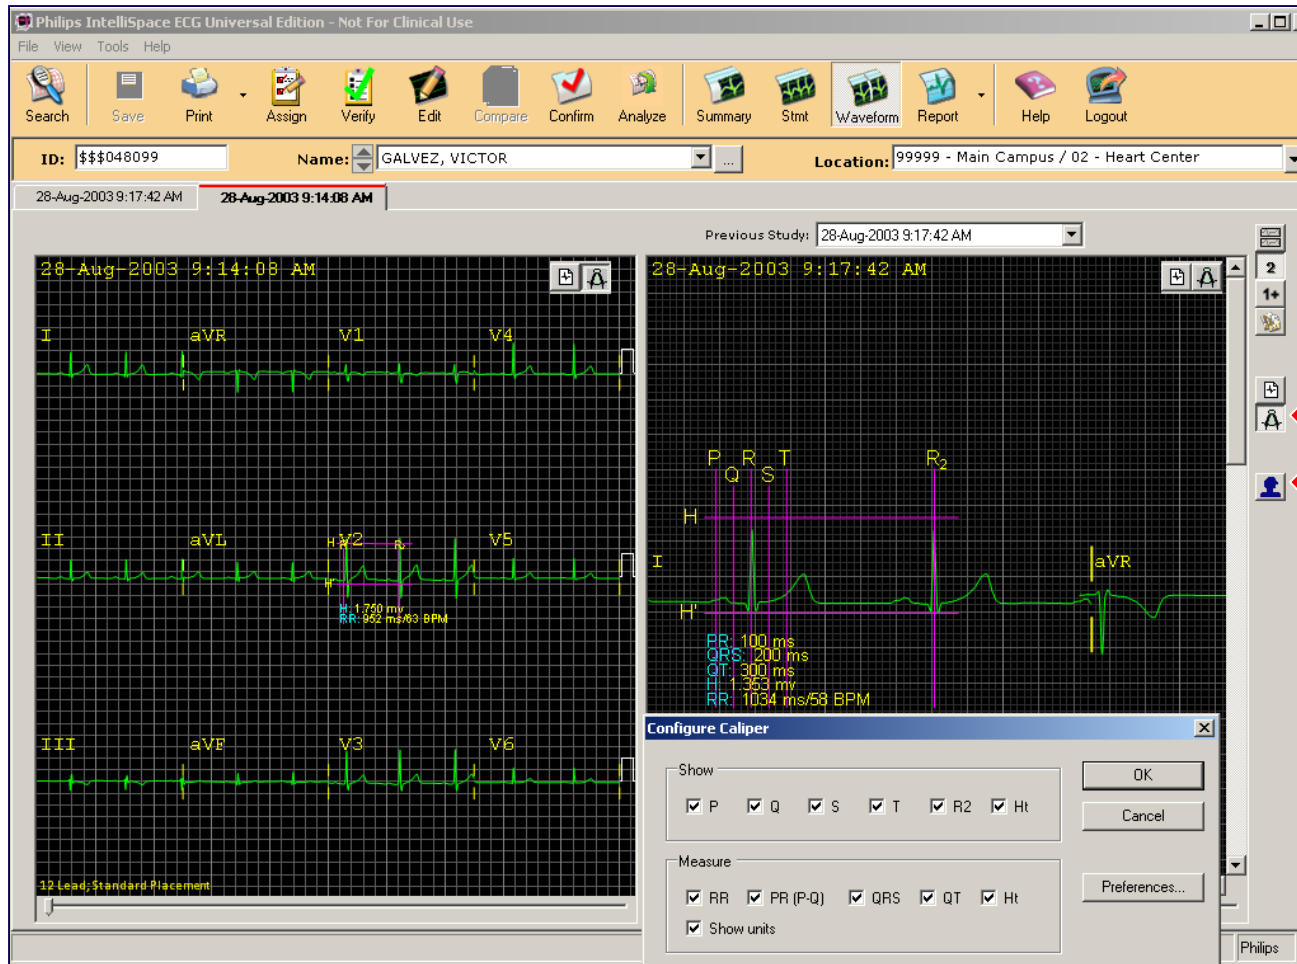 Philips IntelliSpace ECG Universal Edition - Not For Clinical Use
File View Tools Help
Search Save Print Assign Verify Edit Compare Confirm Analyze Summary Stmt Waveform Report Help Logout
ID: $$$048099 Name: GALVEZ, VICTOR ... Location: 99999 - Main Campus / 02 - Heart Center
28-Aug-2003 9:17:42 AM 28-Aug-2003 9:14:08 AM
Previous Study: 28-Aug-2003 9:17:42 AM
28-Aug-2003 9:14:08 AM
I aVR V1 V4
II aVL H R V2 R₂ V5
H'
H: 1.750 mv
RR: 952 ms/63 BPM
III aVF V3 V6
12 Lead;Standard Placement
28-Aug-2003 9:17:42 AM
P R T R₂
Q S
H
I aVR
H'
PR: 100 ms
QRS: 200 ms
QT: 300 ms
H: 1.353 mv
RR: 1034 ms/58 BPM
2
1+
Configure Caliper
Show
P Q S T R2 Ht
Measure
RR PR (P-Q) QRS QT Ht
Show units
OK
Cancel
Preferences...
Philips